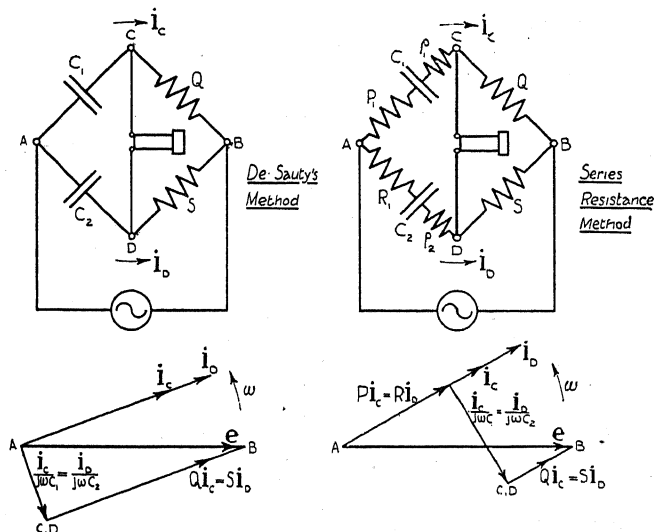 i_C
C
C₁
Q
A
B
C₂
S
D
i_D
De Sauty's
Method
i_C
C
ρ₁
C₁
Q
P₁
A
B
R₁
C₂
ρ₂
S
D
i_D
Series
Resistance
Method
i_D
i_C
ω
A
e
B
i_C/jωC₁ = i_D/jωC₂
Qi_C=Si_D
C,D
i_D
i_C
ω
Pi_C=Ri_D
i_C/jωC₁ = i_D/jωC₂
A
e
B
Qi_C=Si_D
C,D